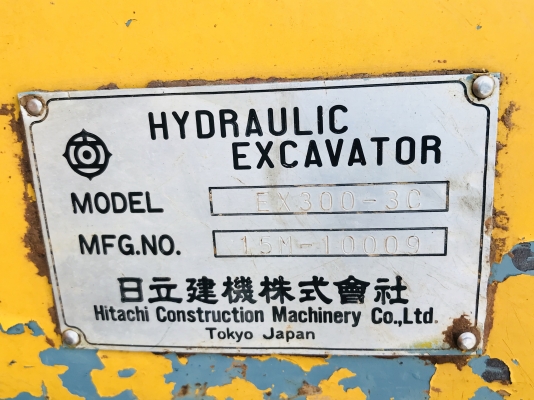 HYDRAULIC
EXCAVATOR
MODEL EX300-3C
MFG.NO. 15M-10009
日立建機株式會社
Hitachi Construction Machinery Co.,Ltd.
Tokyo Japan